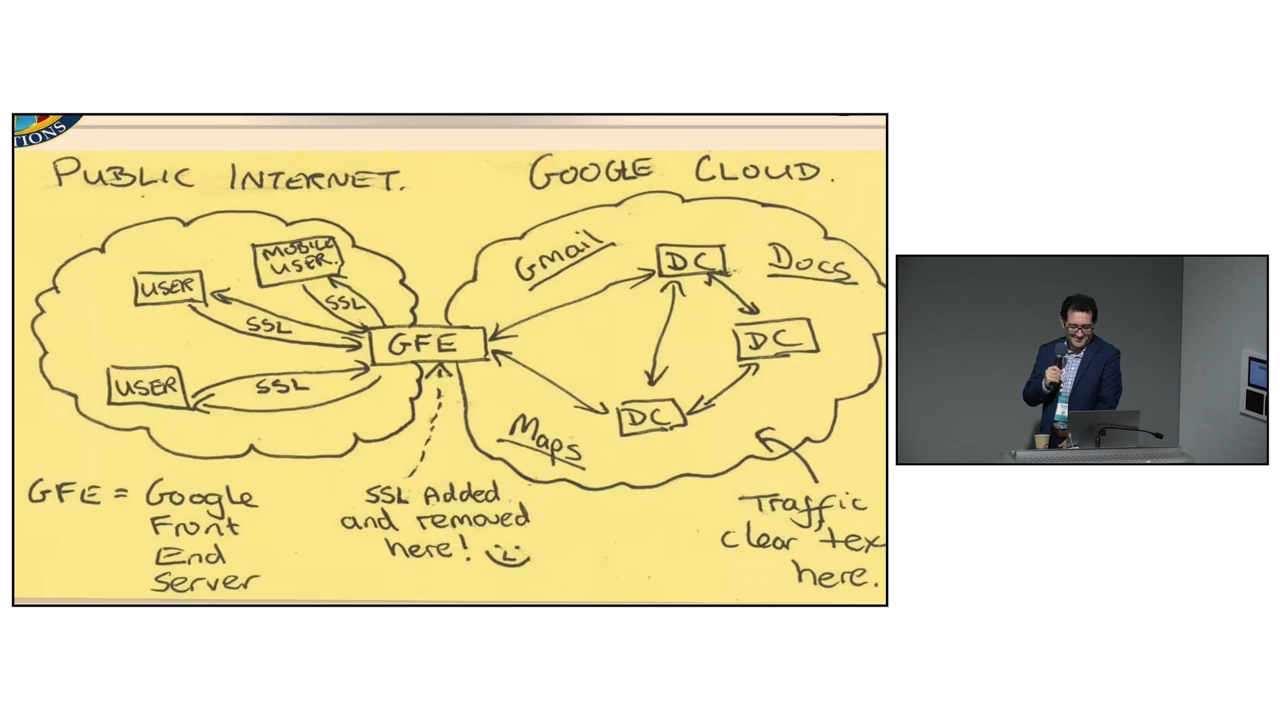 TIONS
PUBLIC INTERNET.
GOOGLE CLOUD.
MOBILE
USER.
USER
SSL
SSL
USER
SSL
GFE
Gmail
DC
Docs
DC
DC
Maps
GFE = Google
Front
End
Server
SSL Added
and removed
here!
Traffic
clear tex
here.